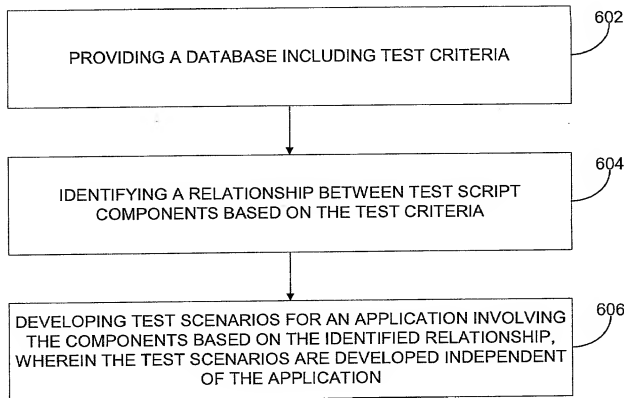 602
PROVIDING A DATABASE INCLUDING TEST CRITERIA
604
IDENTIFYING A RELATIONSHIP BETWEEN TEST SCRIPT
COMPONENTS BASED ON THE TEST CRITERIA
606
DEVELOPING TEST SCENARIOS FOR AN APPLICATION INVOLVING
THE COMPONENTS BASED ON THE IDENTIFIED RELATIONSHIP,
WHEREIN THE TEST SCENARIOS ARE DEVELOPED INDEPENDENT
OF THE APPLICATION